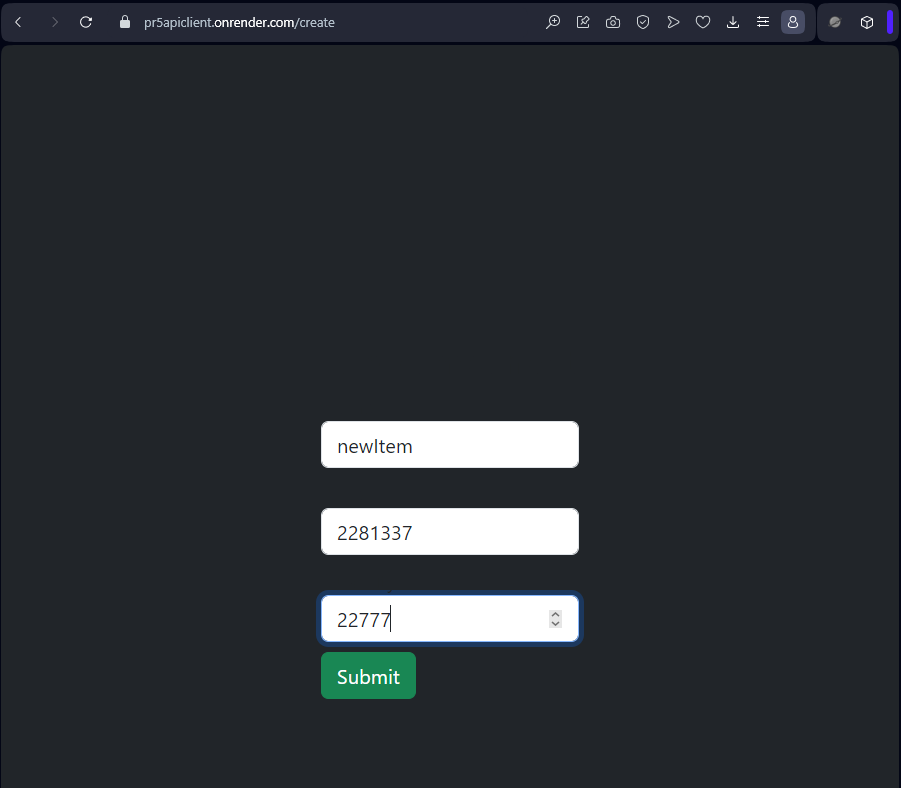 pr5apiclient.onrender.com/create
newItem
2281337
22777
Submit